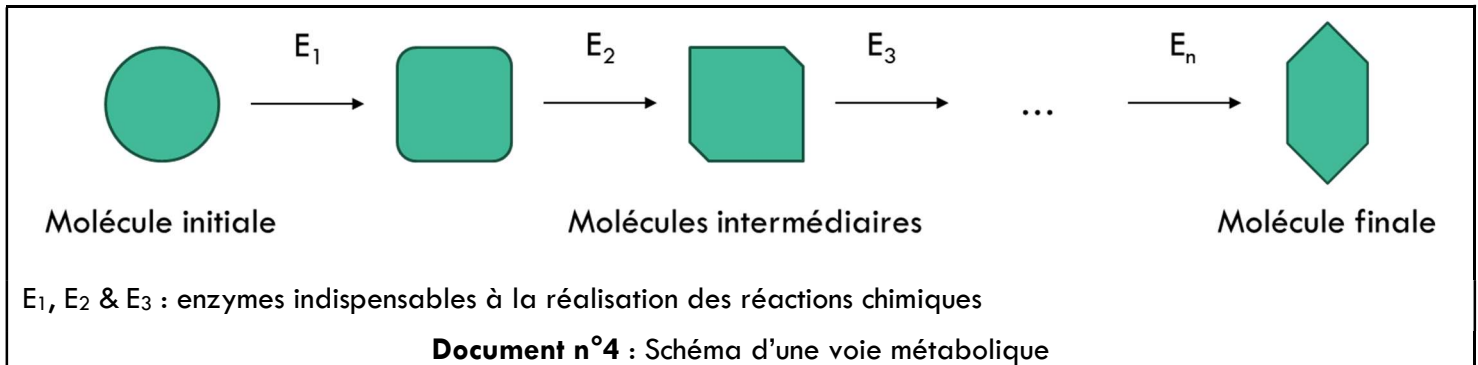 E₁ E₂ E₃ Eₙ
...
Molécule initiale Molécules intermédiaires Molécule finale
E₁, E₂ & E₃ : enzymes indispensables à la réalisation des réactions chimiques
Document n°4 : Schéma d’une voie métabolique